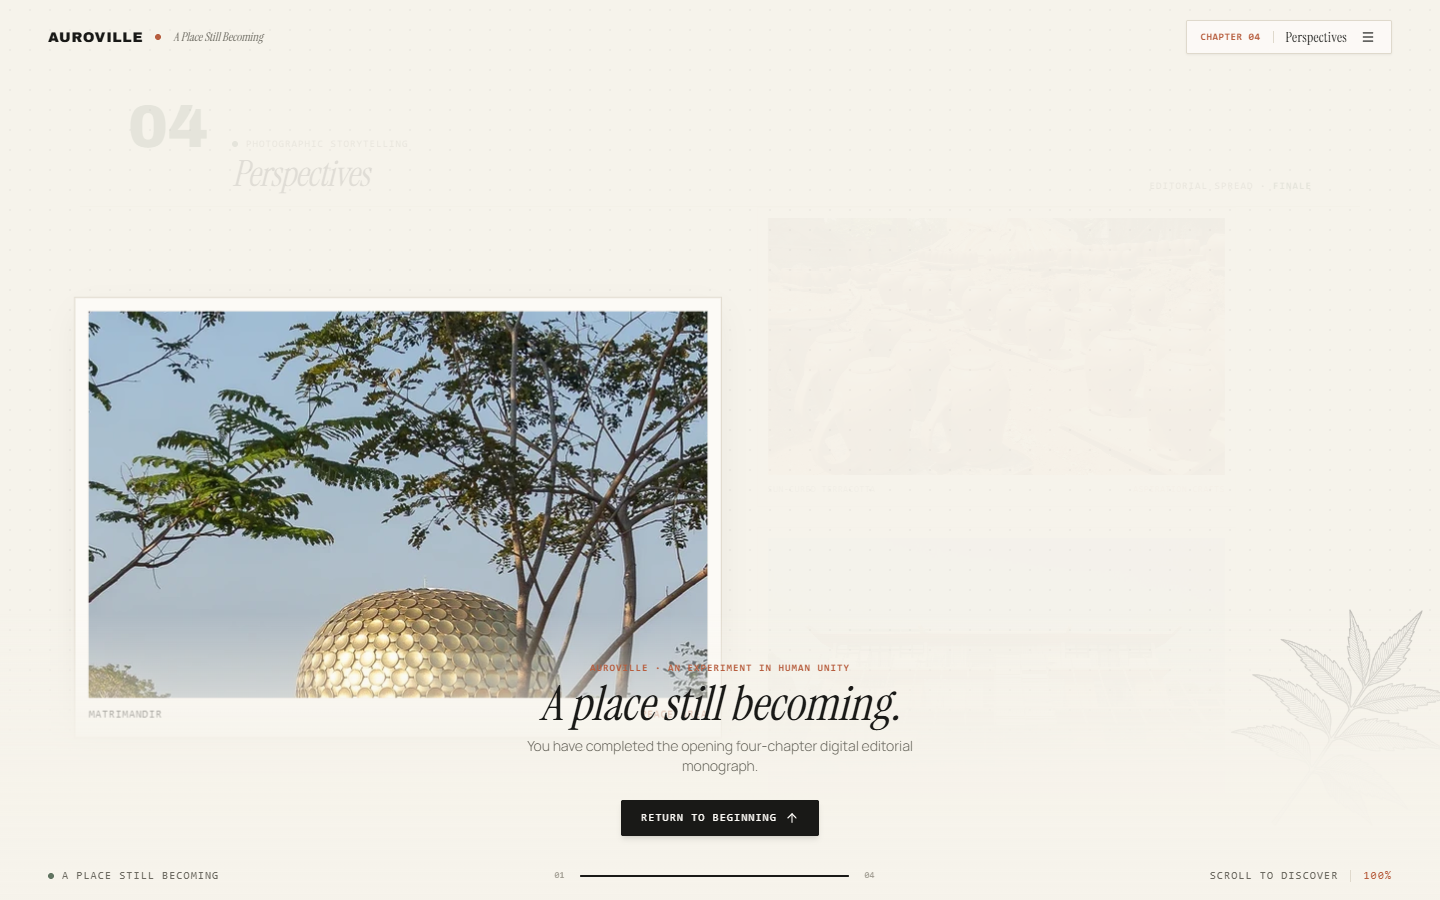 AUROVILLE
A Place Still Becoming
CHAPTER 04
Perspectives
04
PHOTOGRAPHIC STORYTELLING
Perspectives
EDITORIAL SPREAD · FINALE
MATRIMANDIR
AUROVILLE · AN EXPERIMENT IN HUMAN UNITY
A place still becoming.
You have completed the opening four-chapter digital editorial
monograph.
RETURN TO BEGINNING
A PLACE STILL BECOMING
01
04
SCROLL TO DISCOVER
100%